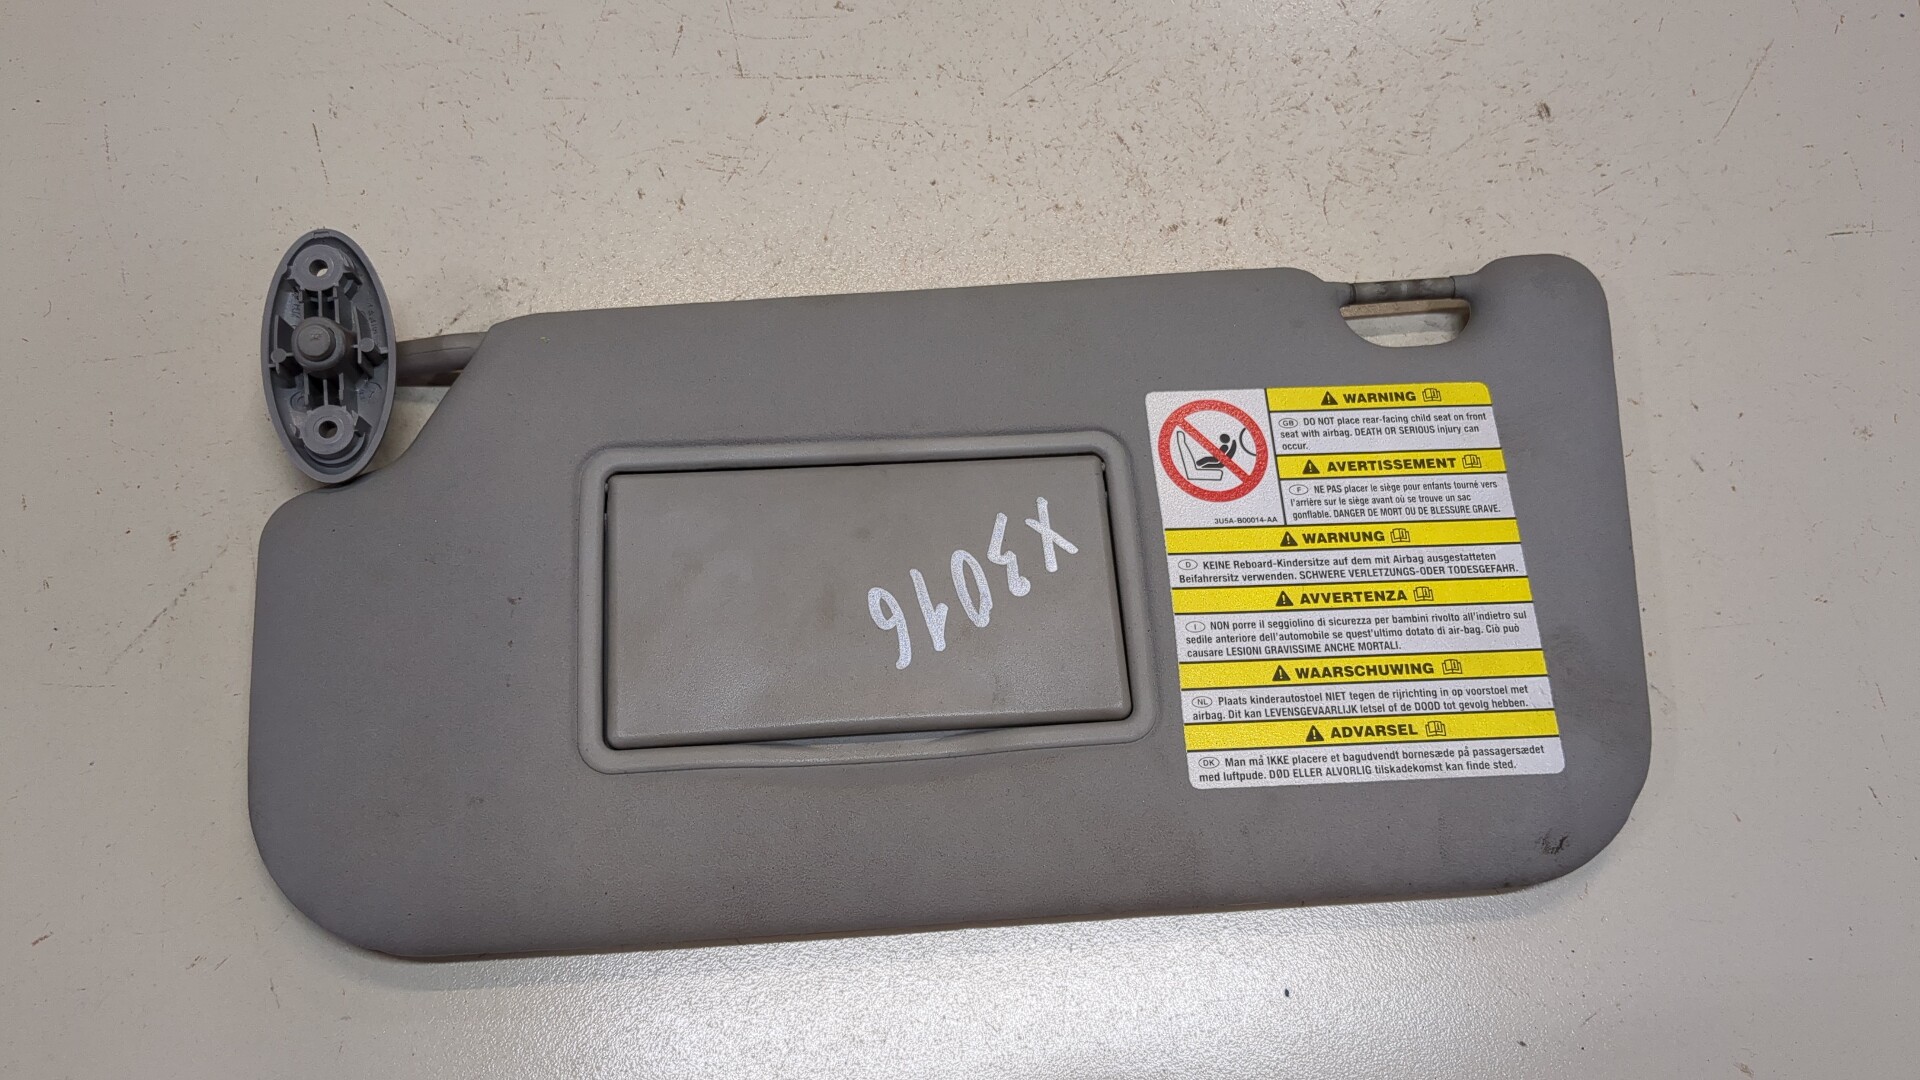 X3016
WARNING
GB DO NOT place rear-facing child seat on front
seat with airbag. DEATH OR SERIOUS injury can
occur.
AVERTISSEMENT
F NE PAS placer le siège pour enfants tourné vers
l'arrière sur le siège avant où se trouve un sac
gonflable. DANGER DE MORT OU DE BLESSURE GRAVE.
3U5A-B00014-AA
WARNUNG
D KEINE Reboard-Kindersitze auf dem mit Airbag ausgestatteten
Beifahrersitz verwenden. SCHWERE VERLETZUNGS-ODER TODESGEFAHR.
AVVERTENZA
I NON porre il seggiolino di sicurezza per bambini rivolto all'indietro sul
sedile anteriore dell'automobile se quest'ultimo dotato di air-bag. Ciò può
causare LESIONI GRAVISSIME ANCHE MORTALI.
WAARSCHUWING
NL Plaats kinderautostoel NIET tegen de rijrichting in op voorstoel met
airbag. Dit kan LEVENSGEVAARLIJK letsel of de DOOD tot gevolg hebben.
ADVARSEL
DK Man må IKKE placere et bagudvendt bornesæde på passagersædet
med luftpude. DØD ELLER ALVORLIG tilskadekomst kan finde sted.